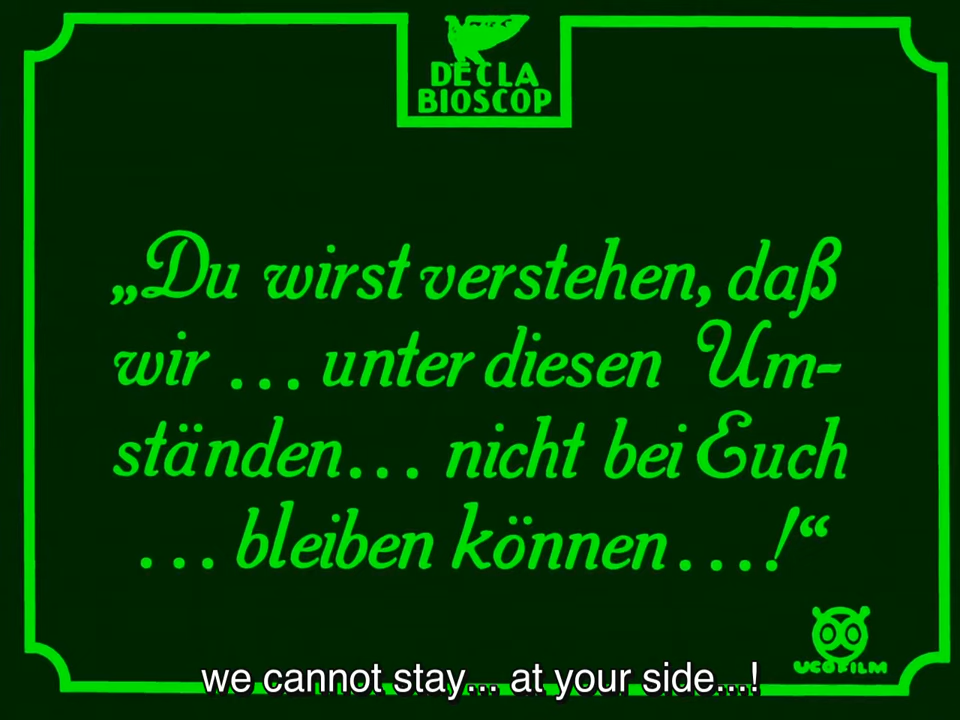 DECLA
BIOSCOP
„Du wirst verstehen, daß
wir ... unter diesen Um-
ständen... nicht bei Euch
... bleiben können...!“
UCOFILM
we cannot stay... at your side...!